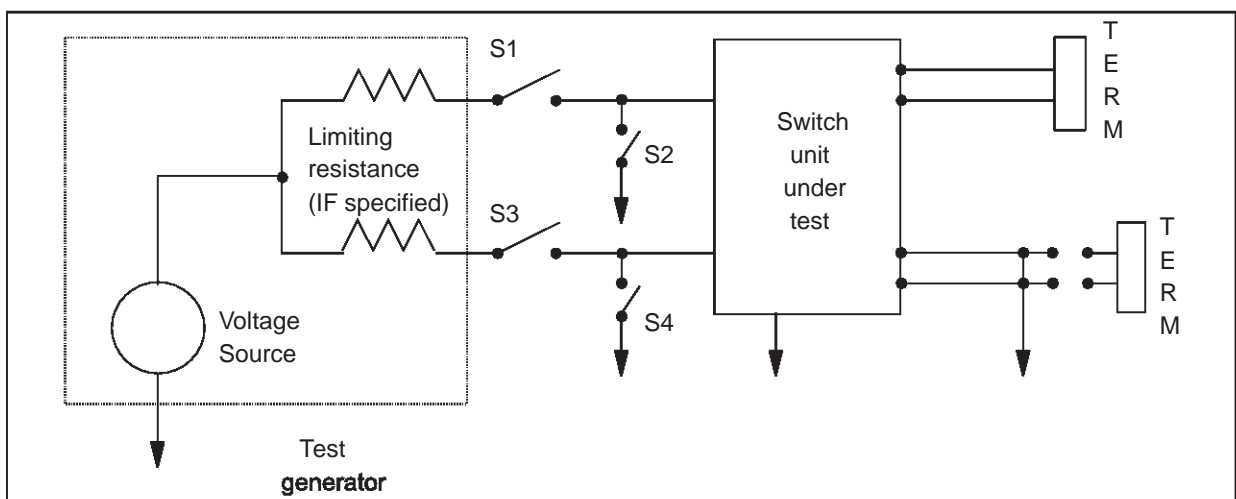 S1
Limiting
resistance
(IF specified)
S2
S3
S4
Voltage
Source
Test
generator
Switch
unit
under
test
T
E
R
M
T
E
R
M